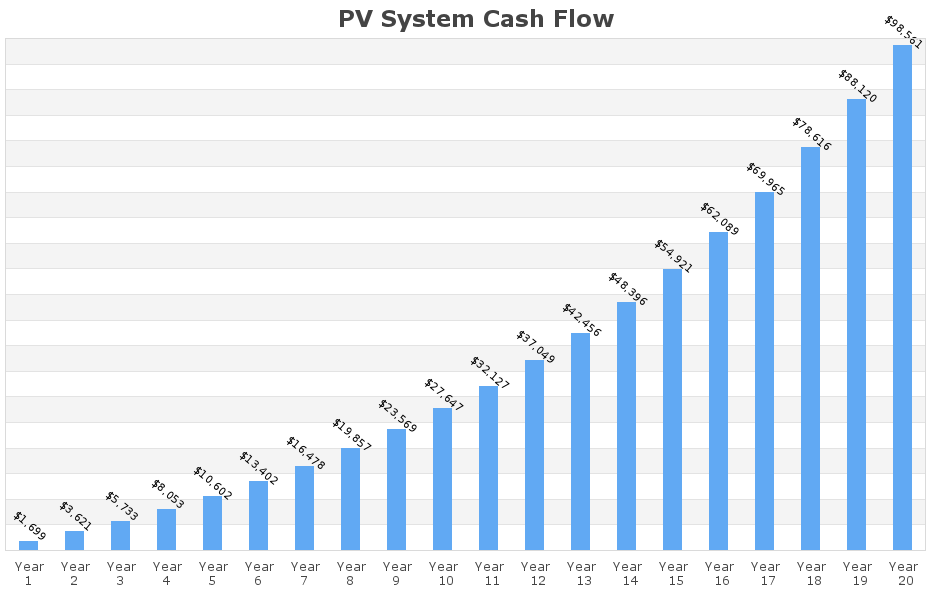 PV System Cash Flow
$1,699
$3,621
$5,733
$8,053
$10,602
$13,402
$16,478
$19,857
$23,569
$27,647
$32,127
$37,049
$42,456
$48,396
$54,921
$62,089
$69,965
$78,616
$88,120
$98,561
Year
1
Year
2
Year
3
Year
4
Year
5
Year
6
Year
7
Year
8
Year
9
Year
10
Year
11
Year
12
Year
13
Year
14
Year
15
Year
16
Year
17
Year
18
Year
19
Year
20